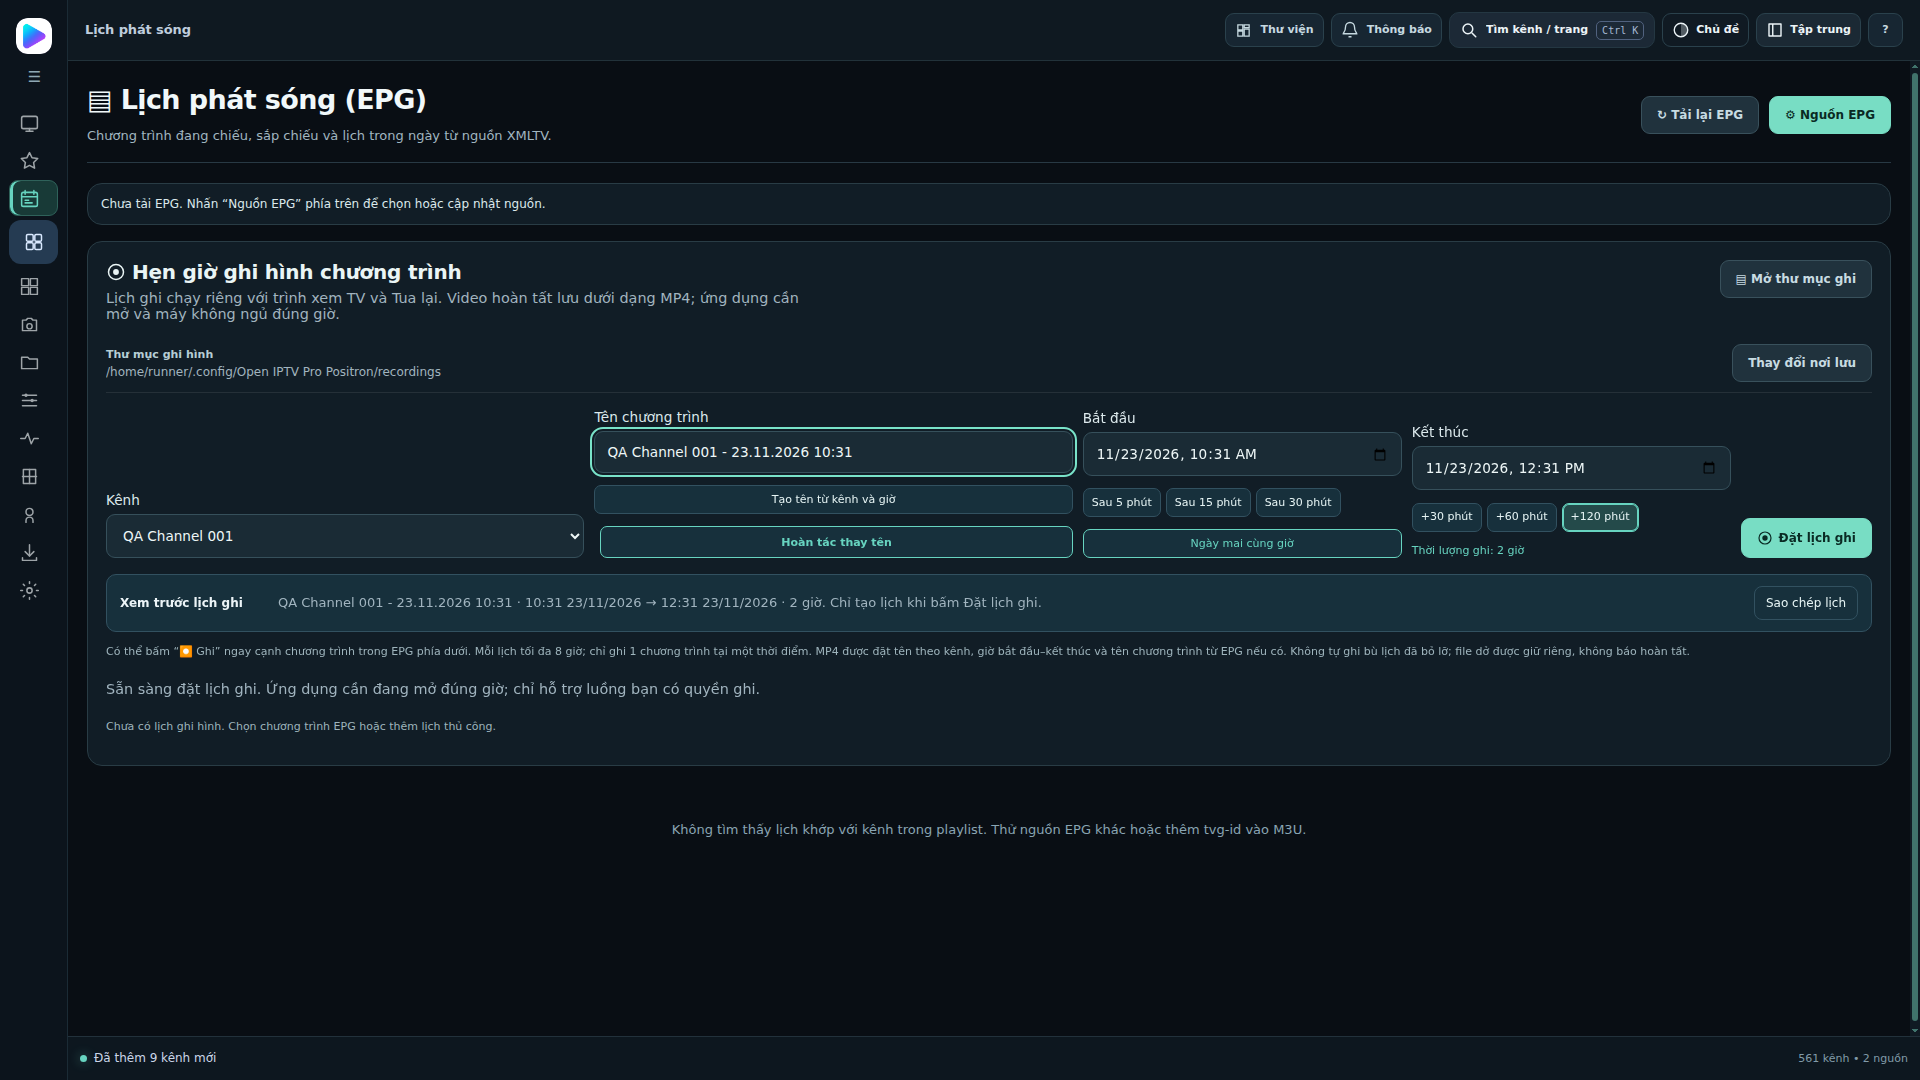 Lịch phát sóng
Thư viện
Thông báo
Tìm kênh / trang Ctrl K
Chủ đề
Tập trung
?
Lịch phát sóng (EPG)
Chương trình đang chiếu, sắp chiếu và lịch trong ngày từ nguồn XMLTV.
↻ Tải lại EPG
⚙ Nguồn EPG
Chưa tải EPG. Nhấn “Nguồn EPG” phía trên để chọn hoặc cập nhật nguồn.
Hẹn giờ ghi hình chương trình
Lịch ghi chạy riêng với trình xem TV và Tua lại. Video hoàn tất lưu dưới dạng MP4; ứng dụng cần
mở và máy không ngủ đúng giờ.
▤ Mở thư mục ghi
Thư mục ghi hình
/home/runner/.config/Open IPTV Pro Positron/recordings
Thay đổi nơi lưu
Kênh
QA Channel 001
Tên chương trình
QA Channel 001 - 23.11.2026 10:31
Tạo tên từ kênh và giờ
Hoàn tác thay tên
Bắt đầu
11/23/2026, 10:31 AM
Sau 5 phút
Sau 15 phút
Sau 30 phút
Ngày mai cùng giờ
Kết thúc
11/23/2026, 12:31 PM
+30 phút
+60 phút
+120 phút
Thời lượng ghi: 2 giờ
Đặt lịch ghi
Xem trước lịch ghi
QA Channel 001 - 23.11.2026 10:31 · 10:31 23/11/2026 → 12:31 23/11/2026 · 2 giờ. Chỉ tạo lịch khi bấm Đặt lịch ghi.
Sao chép lịch
Có thể bấm “⏺ Ghi” ngay cạnh chương trình trong EPG phía dưới. Mỗi lịch tối đa 8 giờ; chỉ ghi 1 chương trình tại một thời điểm. MP4 được đặt tên theo kênh, giờ bắt đầu–kết thúc và tên chương trình từ EPG nếu có. Không tự ghi bù lịch đã bỏ lỡ; file dở được giữ riêng, không báo hoàn tất.
Sẵn sàng đặt lịch ghi. Ứng dụng cần đang mở đúng giờ; chỉ hỗ trợ luồng bạn có quyền ghi.
Chưa có lịch ghi hình. Chọn chương trình EPG hoặc thêm lịch thủ công.
Không tìm thấy lịch khớp với kênh trong playlist. Thử nguồn EPG khác hoặc thêm tvg-id vào M3U.
Đã thêm 9 kênh mới
561 kênh • 2 nguồn